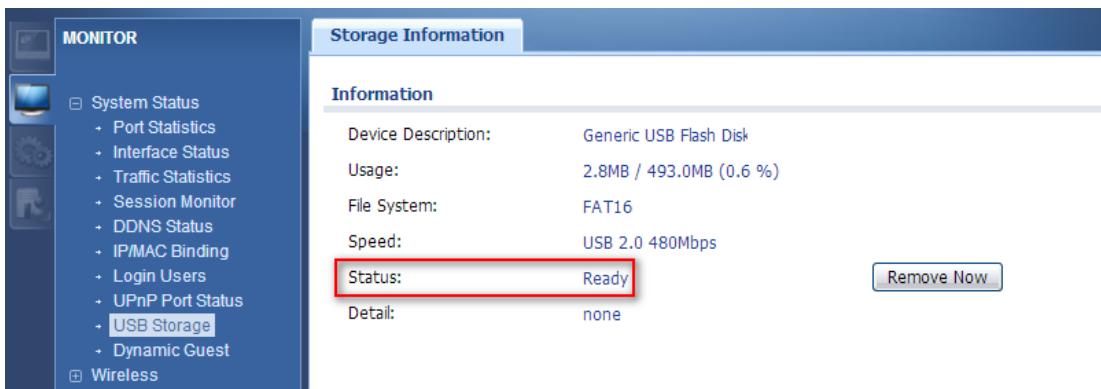 MONITOR
System Status
Port Statistics
Interface Status
Traffic Statistics
Session Monitor
DDNS Status
IP/MAC Binding
Login Users
UPnP Port Status
USB Storage
Dynamic Guest
Wireless
Storage Information
Information
Device Description: Generic USB Flash Disk
Usage: 2.8MB / 493.0MB (0.6 %)
File System: FAT16
Speed: USB 2.0 480Mbps
Status: Ready Remove Now
Detail: none